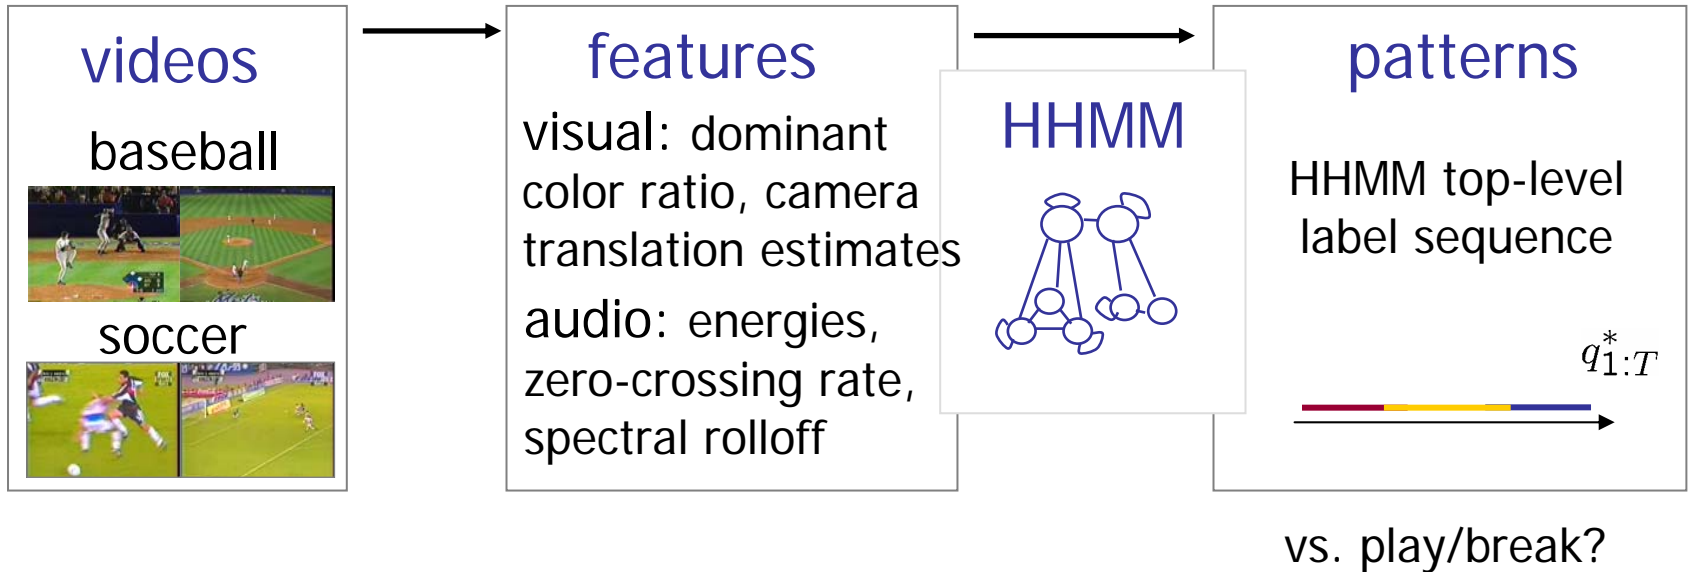 videos
baseball
soccer
features
visual: dominant
color ratio, camera
translation estimates
audio: energies,
zero-crossing rate,
spectral rolloff
HHMM
patterns
HHMM top-level
label sequence
q*1:T
vs. play/break?